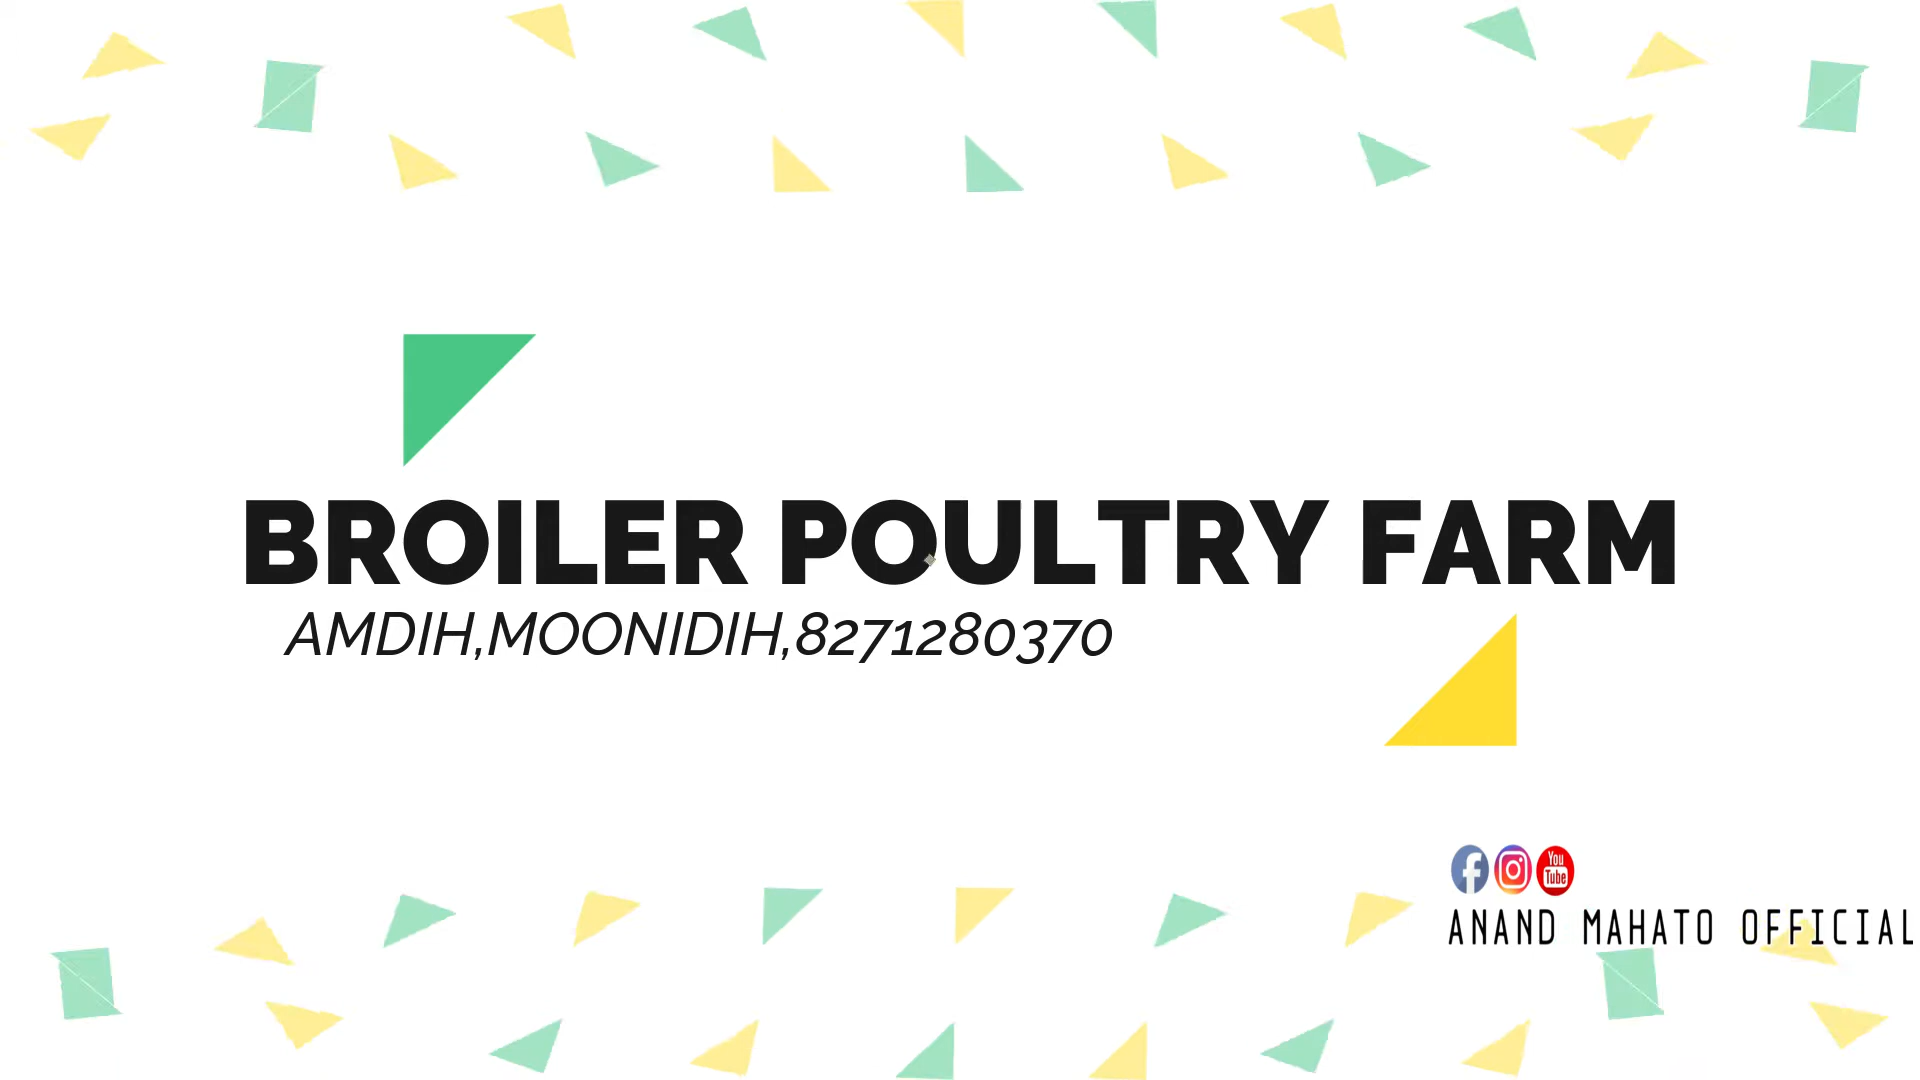 BROILER POULTRY FARM
AMDIH,MOONIDIH,8271280370
You
Tube
ANAND MAHATO OFFICIAL